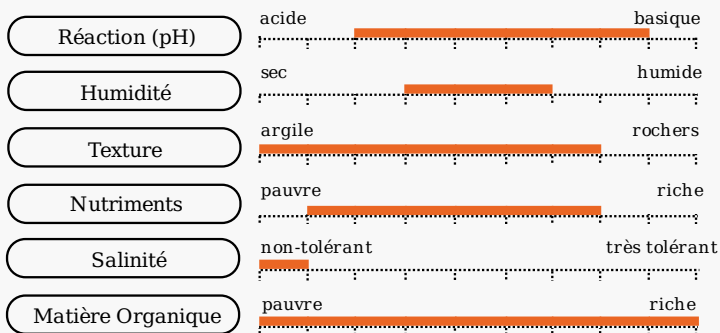 acide basique
Réaction (pH)
sec humide
Humidité
argile rochers
Texture
pauvre riche
Nutriments
non-tolérant très tolérant
Salinité
pauvre riche
Matière Organique